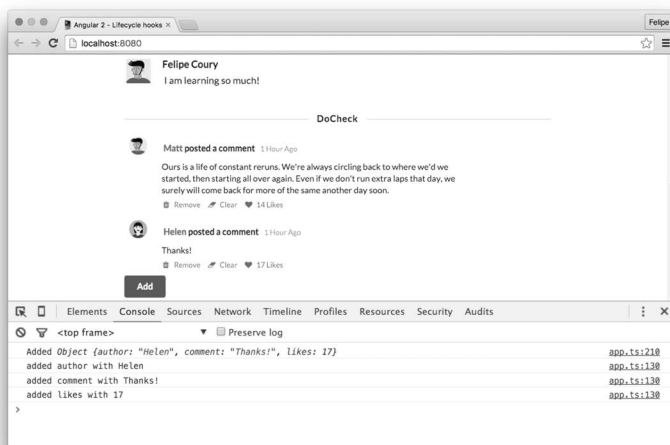 Angular 2 - Lifecycle hooks ×
Felipe
localhost:8080
Felipe Coury
I am learning so much!
DoCheck
Matt posted a comment 1 Hour Ago
Ours is a life of constant reruns. We're always circling back to where we'd we
started, then starting all over again. Even if we don't run extra laps that day, we
surely will come back for more of the same another day soon.
Remove Clear 14 Likes
Helen posted a comment 1 Hour Ago
Thanks!
Remove Clear 17 Likes
Add
Elements Console Sources Network Timeline Profiles Resources Security Audits
<top frame> ▼ Preserve log
Added Object {author: "Helen", comment: "Thanks!", likes: 17} app.ts:210
added author with Helen app.ts:130
added comment with Thanks! app.ts:130
added likes with 17 app.ts:130
>